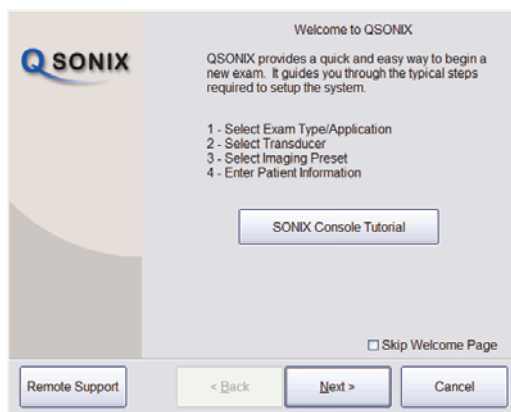 Welcome to QSONIX
Q SONIX
QSONIX provides a quick and easy way to begin a
new exam. It guides you through the typical steps
required to setup the system.
1 - Select Exam Type/Application
2 - Select Transducer
3 - Select Imaging Preset
4 - Enter Patient Information
SONIX Console Tutorial
Skip Welcome Page
Remote Support
< Back
Next >
Cancel